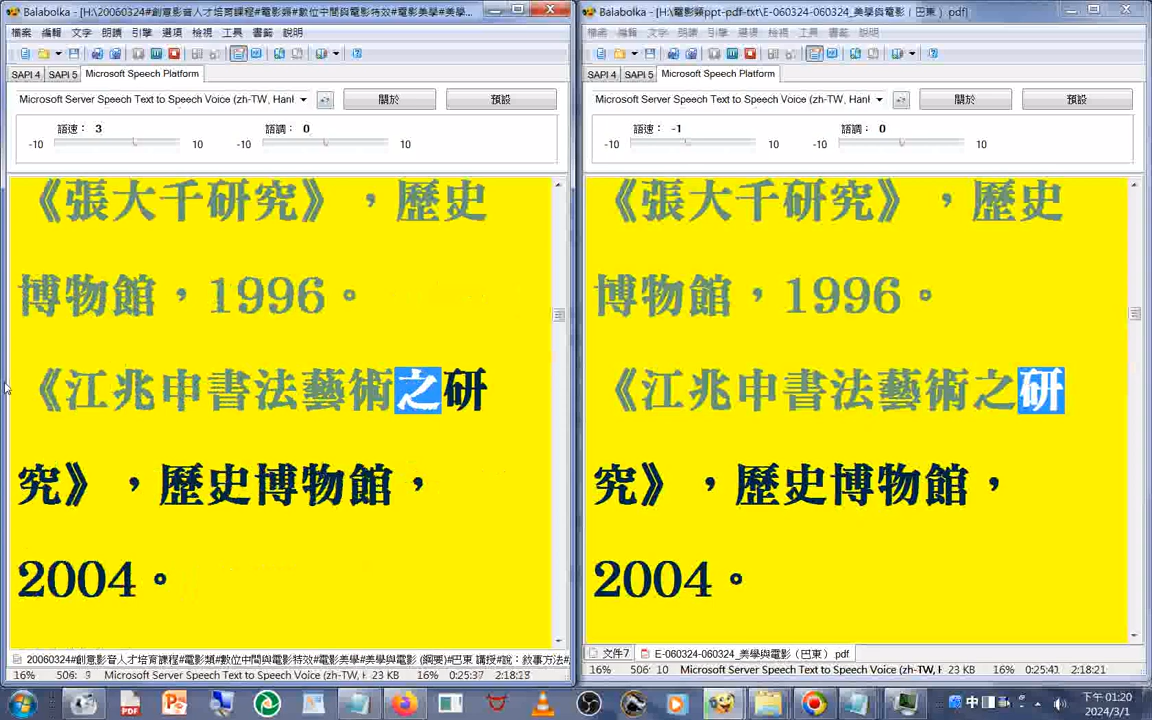 Balabolka - [H:\20060324#創意影音人才培育課程#電影類#數位中間與電影特效#電影美學#美學...
檔案 編輯 文字 朗讀 引擎 選項 檢視 工具 書籤 說明
SAPI 4 SAPI 5 Microsoft Speech Platform
Microsoft Server Speech Text to Speech Voice (zh-TW, Hanl
關於 預設
語速： 3 語調： 0
-10 10 -10 10
《張大千研究》，歷史
博物館，1996。
《江兆申書法藝術之研
究》，歷史博物館，
2004。
20060324#創意影音人才培育課程#電影類#數位中間與電影特效#電影美學#美學與電影 (綱要)#巴東 講授#說：敘事方法#
16% 506: 9 Microsoft Server Speech Text to Speech Voice (zh-TW, H 23 KB 16% 0:25:37 2:18:13
Balabolka - [H:\電影類ppt-pdf-txt\E-060324-060324_美學與電影（巴東）pdf]
檔案 編輯 文字 朗讀 引擎 選項 檢視 工具 書籤 說明
SAPI 4 SAPI 5 Microsoft Speech Platform
Microsoft Server Speech Text to Speech Voice (zh-TW, Hanl
關於 預設
語速： -1 語調： 0
-10 10 -10 10
《張大千研究》，歷史
博物館，1996。
《江兆申書法藝術之研
究》，歷史博物館，
2004。
文件7 E-060324-060324_美學與電影（巴東）pdf
16% 506: 10 Microsoft Server Speech Text to Speech Voice (zh-TW, H 23 KB 16% 0:25:41 2:18:21
中
下午 01:20
2024/3/1